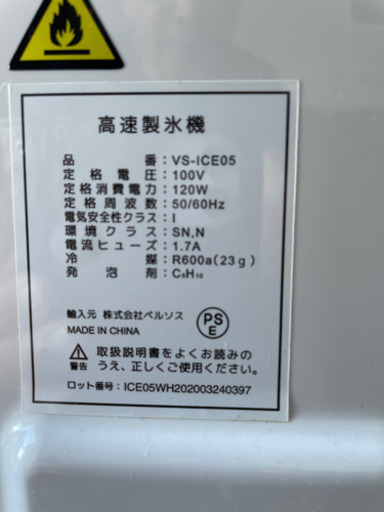 高速製氷機
品番：VS-ICE05
定格電圧：100V
定格消費電力：120W
定格周波数：50/60Hz
電気安全性クラス：I
環境クラス：SN,N
電流ヒューズ：1.7A
冷媒：R600a(23g)
発泡剤：C₅H₁₀
輸入元 株式会社ベルソス
MADE IN CHINA
PS
E
取扱説明書をよくお読みの
警告 うえ、正しくご使用ください。
ロット番号：ICE05WH202003240397